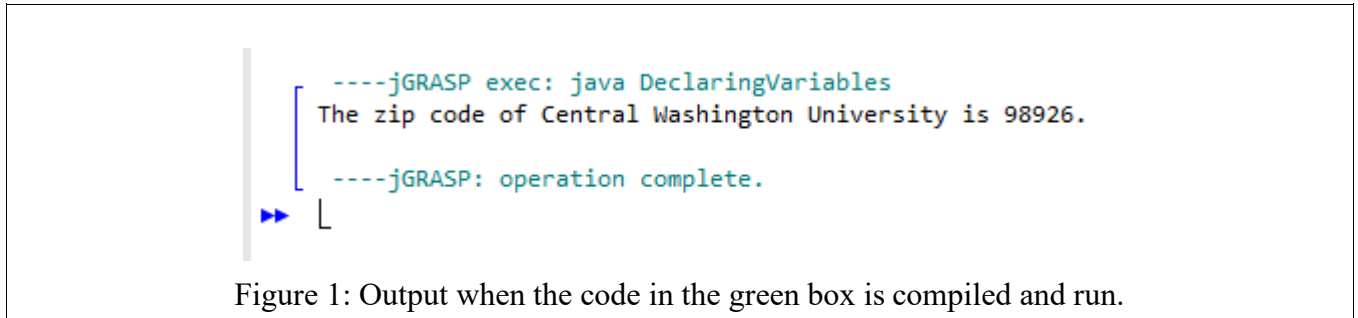 ----jGRASP exec: java DeclaringVariables
The zip code of Central Washington University is 98926.
----jGRASP: operation complete.
Figure 1: Output when the code in the green box is compiled and run.